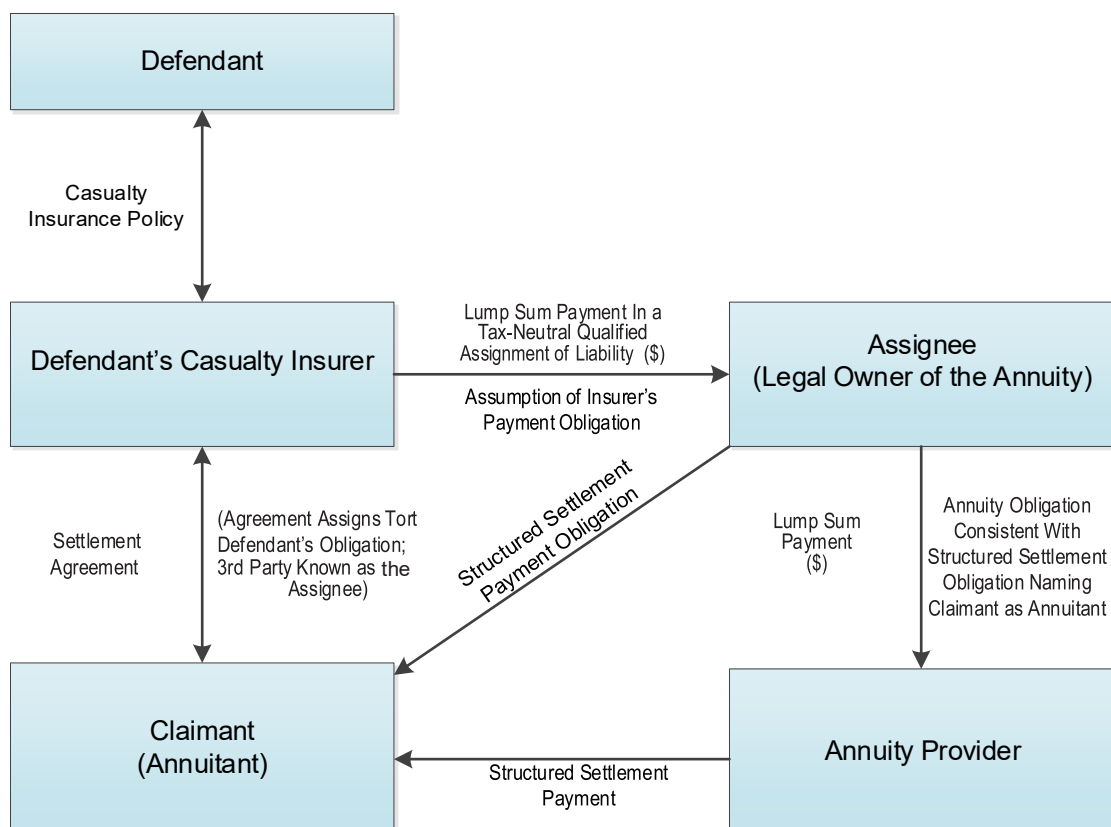 Defendant
Casualty
Insurance Policy
Defendant’s Casualty Insurer
Lump Sum Payment In a
Tax-Neutral Qualified
Assignment of Liability ($)
Assumption of Insurer’s
Payment Obligation
Assignee
(Legal Owner of the Annuity)
Settlement
Agreement
(Agreement Assigns Tort
Defendant’s Obligation;
3rd Party Known as the
Assignee)
Structured Settlement
Payment Obligation
Lump Sum
Payment
($)
Annuity Obligation
Consistent With
Structured Settlement
Obligation Naming
Claimant as Annuitant
Claimant
(Annuitant)
Structured Settlement
Payment
Annuity Provider